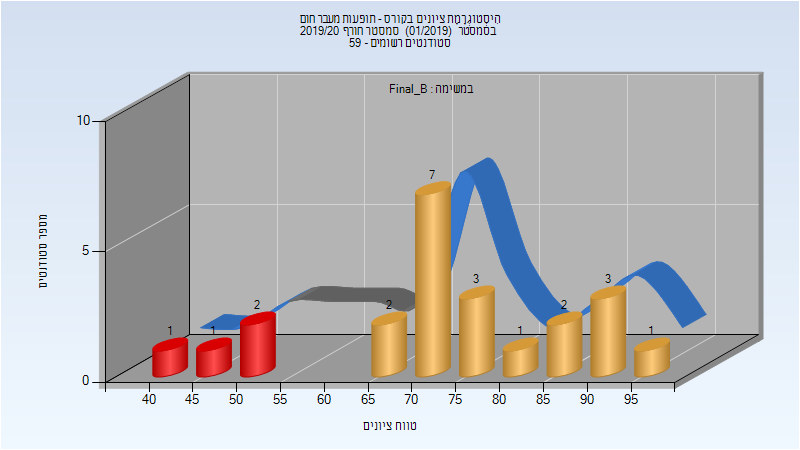 היסטוגרמת ציונים בקורס - תופעות מעבר חום
בסמסטר (01/2019) סמסטר חורף 2019/20
סטודנטים רשומים - 59
במשימה : Final_B
מספר סטודנטים
10
5
0
1
1
2
2
7
3
1
2
3
1
40 45 50 55 60 65 70 75 80 85 90 95
טווח ציונים